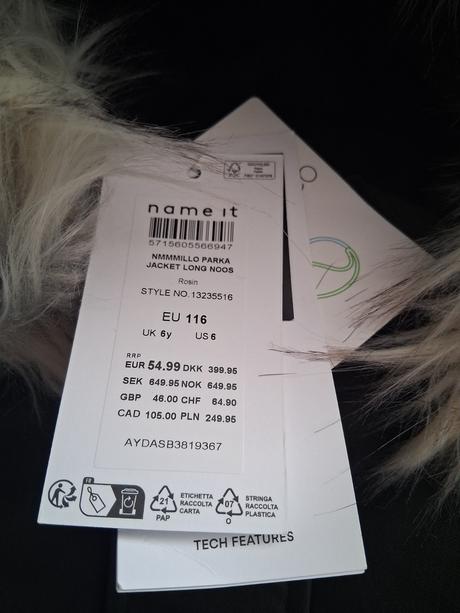 name it
5715605566947
NMMMILLO PARKA
JACKET LONG NOOS
Rosin
STYLE NO.13235516
EU 116
UK 6y US 6
RRP
EUR 54.99 DKK 399.95
SEK 649.95 NOK 649.95
GBP 46.00 CHF 64.90
CAD 105.00 PLN 249.95
AYDASB3819367
FR
21
PAP
ETICHETTA
RACCOLTA
CARTA
07
O
STRINGA
RACCOLTA
PLASTICA
TECH FEATURES
FSC